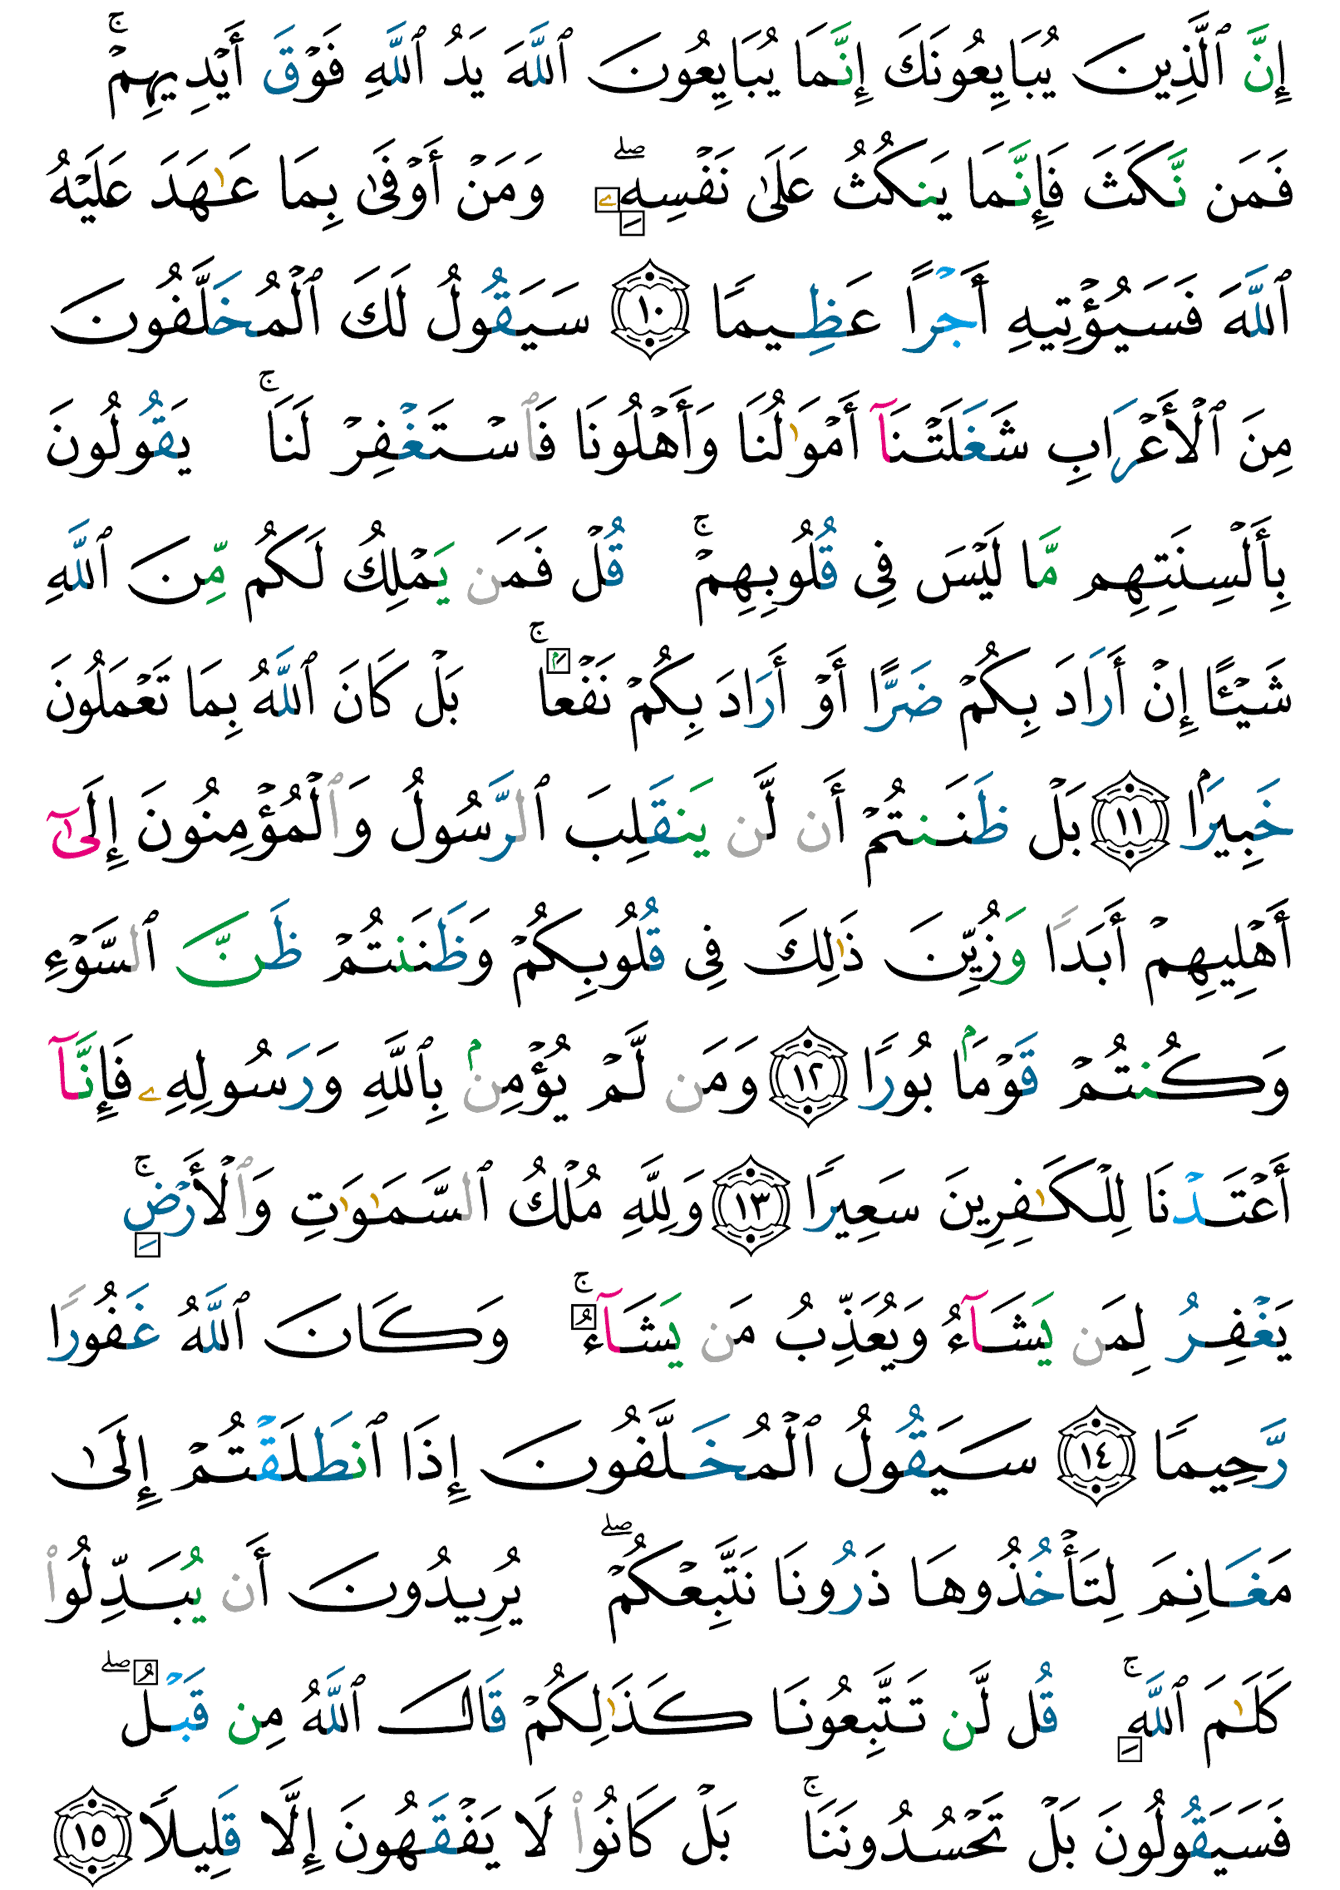 إِنَّ ٱلَّذِينَ يُبَايِعُونَكَ إِنَّمَا يُبَايِعُونَ ٱللَّهَ يَدُ ٱللَّهِ فَوْقَ أَيْدِيهِمْۚ
فَمَن نَّكَثَ فَإِنَّمَا يَنكُثُ عَلَىٰ نَفْسِهِۦۖ وَمَنْ أَوْفَىٰ بِمَا عَـٰهَدَ عَلَيْهُ
ٱللَّهَ فَسَيُؤْتِيهِ أَجْرًا عَظِيمًا ١٠ سَيَقُولُ لَكَ ٱلْمُخَلَّفُونَ
مِنَ ٱلْأَعْرَابِ شَغَلَتْنَآ أَمْوَٰلُنَا وَأَهْلُونَا فَٱسْتَغْفِرْ لَنَاۚ يَقُولُونَ
بِأَلْسِنَتِهِم مَّا لَيْسَ فِى قُلُوبِهِمْۚ قُلْ فَمَن يَمْلِكُ لَكُم مِّنَ ٱللَّهِ
شَيْـًٔا إِنْ أَرَادَ بِكُمْ ضَرًّا أَوْ أَرَادَ بِكُمْ نَفْعَۢاۚ بَلْ كَانَ ٱللَّهُ بِمَا تَعْمَلُونَ
خَبِيرَۢا ١١ بَلْ ظَنَنتُمْ أَن لَّن يَنقَلِبَ ٱلرَّسُولُ وَٱلْمُؤْمِنُونَ إِلَىٰٓ
أَهْلِيهِمْ أَبَدًا وَزُيِّنَ ذَٰلِكَ فِى قُلُوبِكُمْ وَظَنَنتُمْ ظَنَّ ٱلسَّوْءِ
وَكُنتُمْ قَوْمَۢا بُورًا ١٢ وَمَن لَّمْ يُؤْمِنۢ بِٱللَّهِ وَرَسُولِهِۦ فَإِنَّآ
أَعْتَدْنَا لِلْكَـٰفِرِينَ سَعِيرًا ١٣ وَلِلَّهِ مُلْكُ ٱلسَّمَـٰوَٰتِ وَٱلْأَرْضِۚ
يَغْفِرُ لِمَن يَشَآءُ وَيُعَذِّبُ مَن يَشَآءُۚ وَكَانَ ٱللَّهُ غَفُورًا
رَّحِيمًا ١٤ سَيَقُولُ ٱلْمُخَلَّفُونَ إِذَا ٱنطَلَقْتُمْ إِلَىٰ
مَغَانِمَ لِتَأْخُذُوهَا ذَرُونَا نَتَّبِعْكُمْۖ يُرِيدُونَ أَن يُبَدِّلُوا۟
كَلَـٰمَ ٱللَّهِۚ قُل لَّن تَتَّبِعُونَا كَذَٰلِكُمْ قَالَ ٱللَّهُ مِن قَبْلُۖ
فَسَيَقُولُونَ بَلْ تَحْسُدُونَنَاۚ بَلْ كَانُوا۟ لَا يَفْقَهُونَ إِلَّا قَلِيلًا ١٥